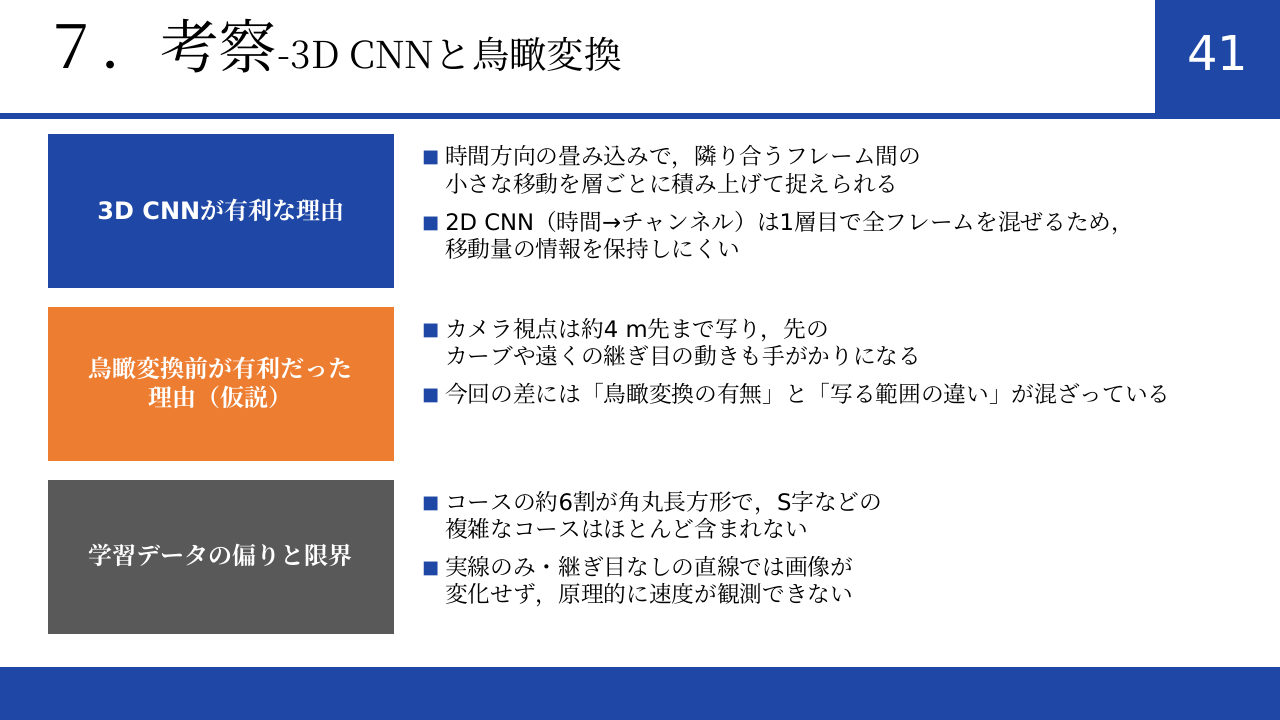 ７．考察-3D CNNと鳥瞰変換
41
3D CNNが有利な理由
■ 時間方向の畳み込みで，隣り合うフレーム間の
小さな移動を層ごとに積み上げて捉えられる
■ 2D CNN（時間→チャンネル）は1層目で全フレームを混ぜるため，
移動量の情報を保持しにくい
鳥瞰変換前が有利だった
理由（仮説）
■ カメラ視点は約4 m先まで写り，先の
カーブや遠くの継ぎ目の動きも手がかりになる
■ 今回の差には「鳥瞰変換の有無」と「写る範囲の違い」が混ざっている
学習データの偏りと限界
■ コースの約6割が角丸長方形で，S字などの
複雑なコースはほとんど含まれない
■ 実線のみ・継ぎ目なしの直線では画像が
変化せず，原理的に速度が観測できない